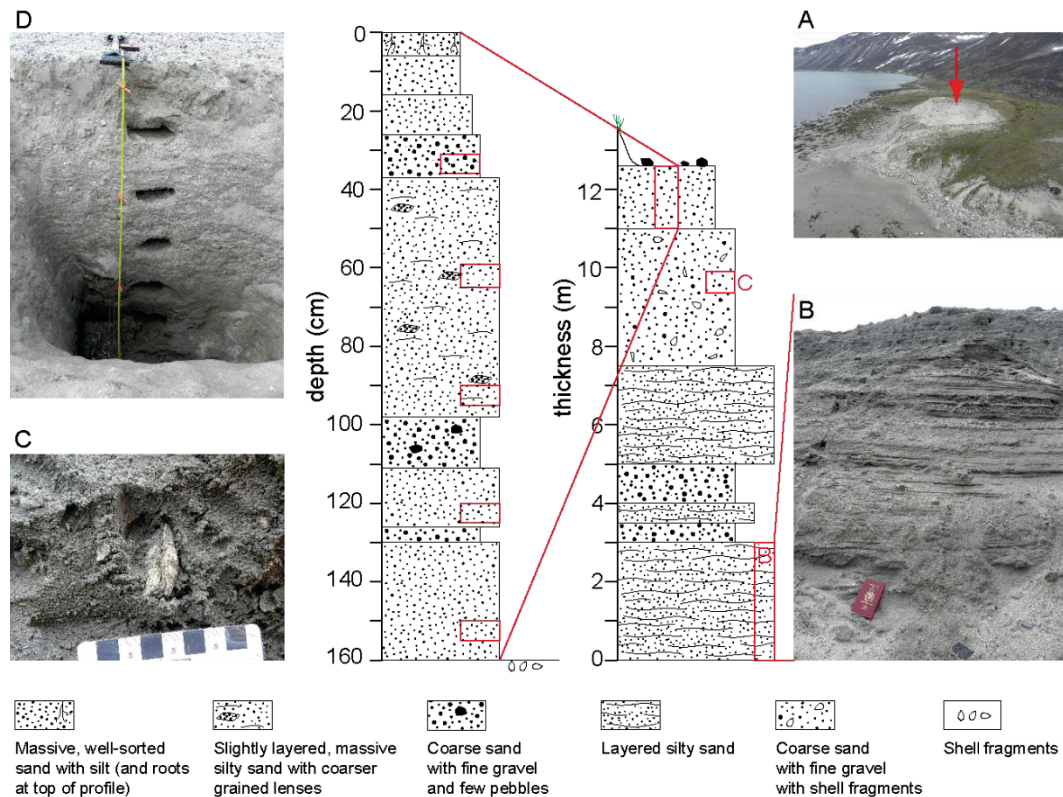 D
A
B
C
depth (cm)
0
20
40
60
80
100
120
140
160
thickness (m)
12
10
8
6
4
2
0
C
B
Massive, well-sorted
sand with silt (and roots
at top of profile)
Slightly layered, massive
silty sand with coarser
grained lenses
Coarse sand
with fine gravel
and few pebbles
Layered silty sand
Coarse sand
with fine gravel
with shell fragments
Shell fragments